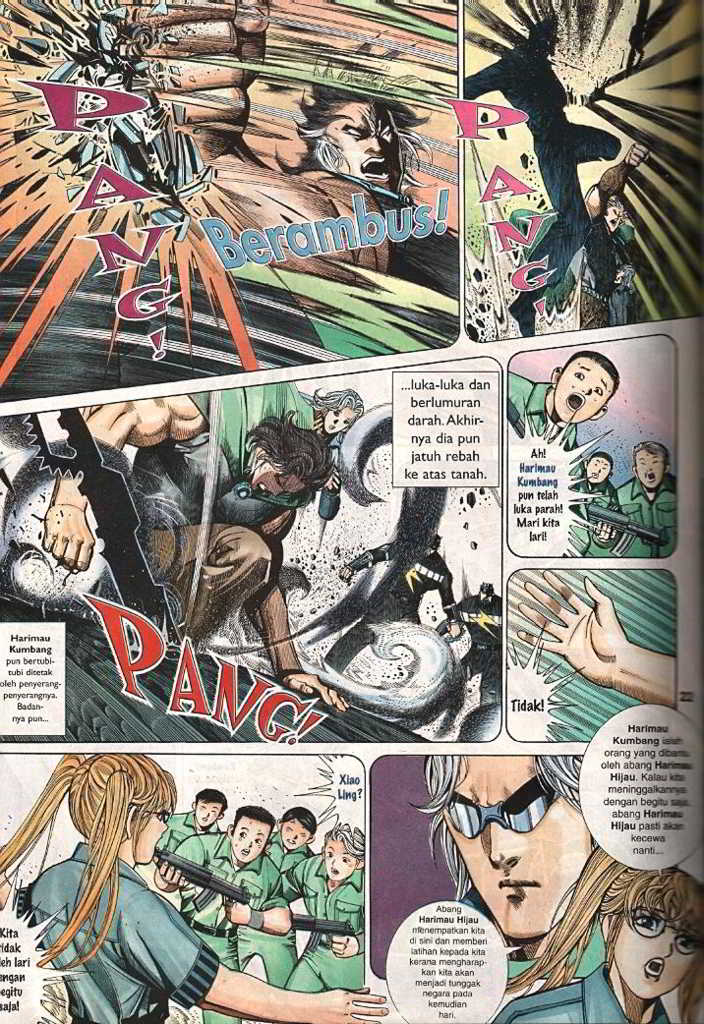 PANG!
Berambus!
PANG!
...luka-luka dan
berlumuran
darah. Akhir-
nya dia pun
jatuh rebah
ke atas tanah.
Ah!
Harimau
Kumbang
pun telah
luka parah!
Mari kita
lari!
Harimau
Kumbang
pun bertubi-
tubi ditetak
oleh penyerang-
penyerangnya.
Badan-
nya pun...
PANG!
Tidak!
22
Harimau
Kumbang ialah
orang yang dibantu
oleh abang Harimau
Hijau. Kalau kita
meninggalkannya
dengan begitu saja,
abang Harimau
Hijau pasti akan
kecewa
nanti...
Xiao
Ling?
Kita
tidak
leh lari
engan
begitu
saja!
Abang
Harimau Hijau
menempatkan kita
di sini dan memberi
latihan kepada kita
kerana mengharap-
kan kita akan
menjadi tunggak
negara pada
kemudian
hari.